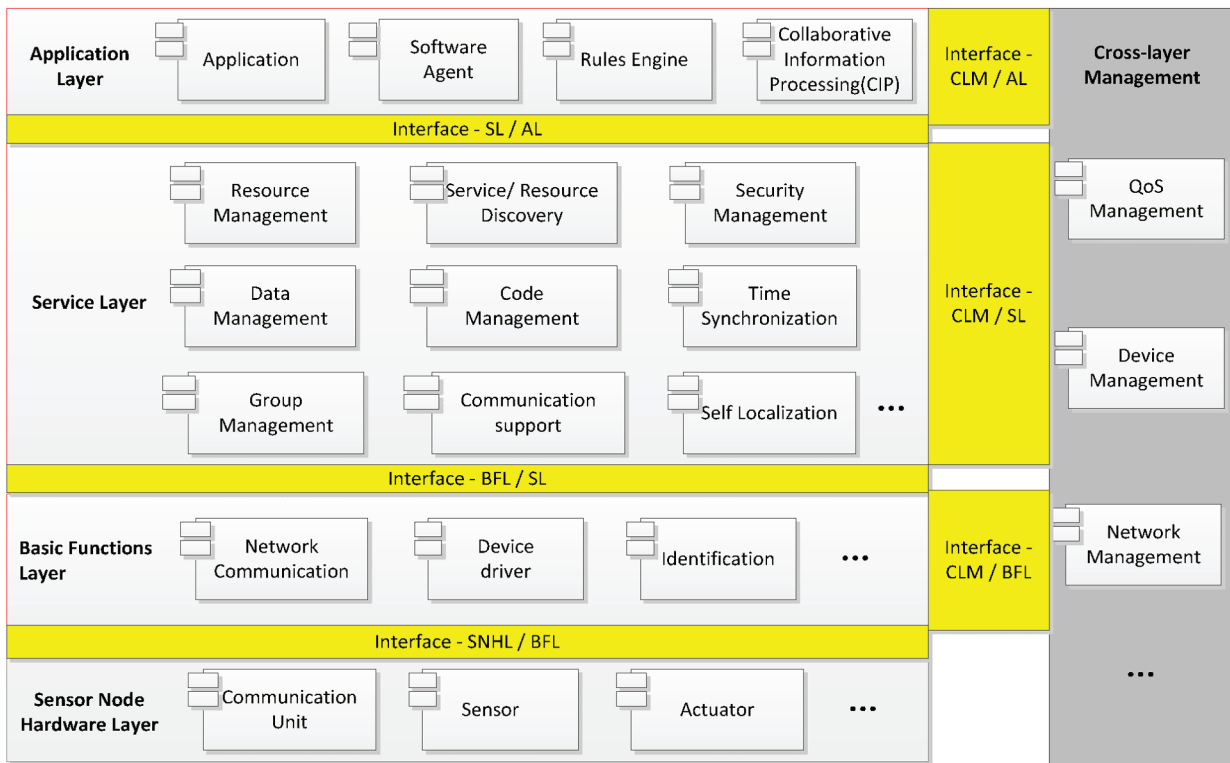 Application
Layer
Application
Software
Agent
Rules Engine
Collaborative
Information
Processing(CIP)
Interface -
CLM / AL
Cross-layer
Management
Interface - SL / AL
Service Layer
Resource
Management
Service/ Resource
Discovery
Security
Management
Data
Management
Code
Management
Time
Synchronization
Group
Management
Communication
support
Self Localization
...
Interface -
CLM / SL
QoS
Management
Device
Management
Interface - BFL / SL
Basic Functions
Layer
Network
Communication
Device
driver
Identification
...
Interface -
CLM / BFL
Network
Management
...
Interface - SNHL / BFL
Sensor Node
Hardware Layer
Communication
Unit
Sensor
Actuator
...